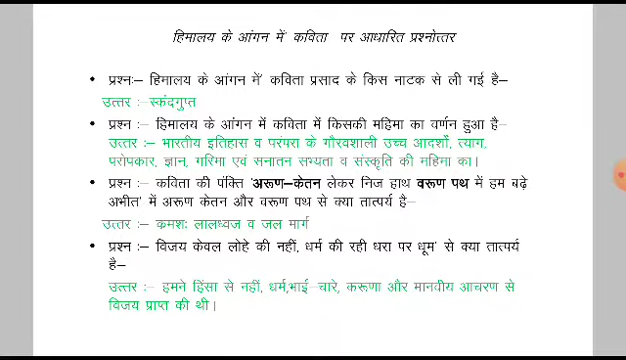 हिमालय के आंगन में' कविता पर आधारित प्रश्नोत्तर
• प्रश्नः– हिमालय के आंगन में' कविता प्रसाद के किस नाटक से ली गई है–
उत्तर :–स्कंदगुप्त
• प्रश्न :– हिमालय के आंगन में कविता में किसकी महिमा का वर्णन हुआ है–
उत्तर :– भारतीय इतिहास व परंपरा के गौरवशाली उच्च आदर्शो, त्याग,
परोपकार, ज्ञान, गरिमा एवं सनातन सभ्यता व संस्कृति की महिमा का।
• प्रश्न :– कविता की पंक्ति 'अरूण–केतन लेकर निज हाथ वरूण पथ में हम बढ़े
अभीत' में अरूण केतन और वरूण पथ से क्या तात्पर्य है–
उत्तर :– कमशः लालध्वज व जल मार्ग
• प्रश्न :– विजय केवल लोहे की नहीं, धर्म की रही धरा पर धूम' से क्या तात्पर्य
है–
उत्तर :– हमने हिंसा से नहीं, धर्म,भाई–चारे, करूणा और मानवीय आचरण से
विजय प्राप्त की थी।